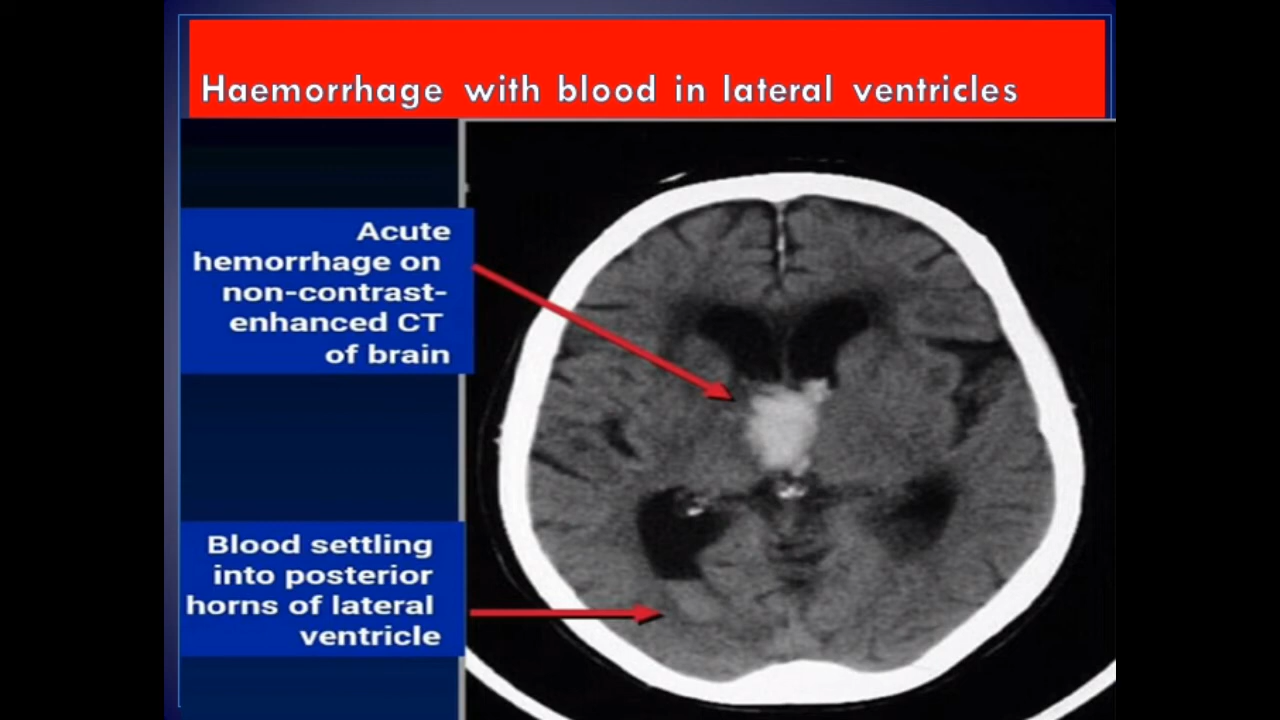 Haemorrhage with blood in lateral ventricles
Acute
hemorrhage on
non-contrast-
enhanced CT
of brain
Blood settling
into posterior
horns of lateral
ventricle